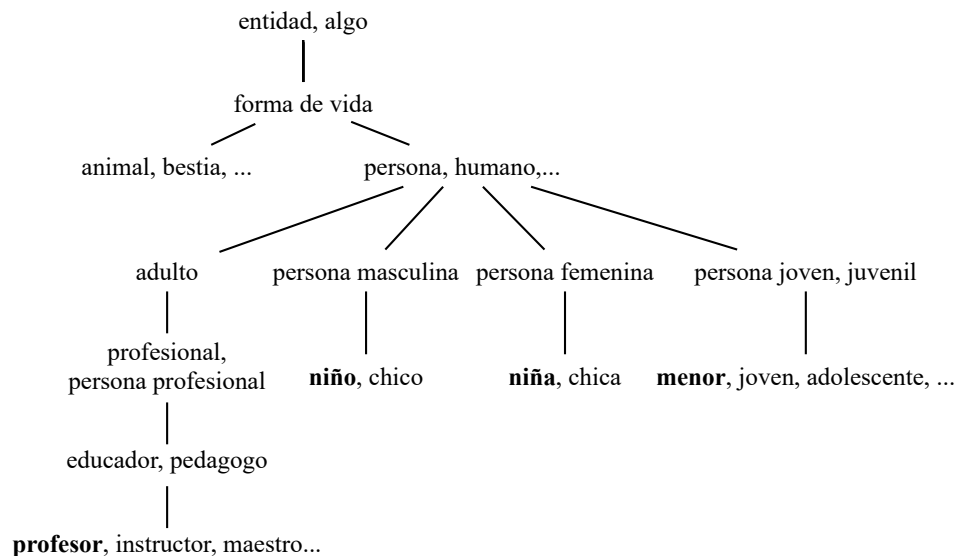 entidad, algo
forma de vida
animal, bestia, ...
persona, humano,...
adulto
persona masculina
persona femenina
persona joven, juvenil
profesional,
persona profesional
niño, chico
niña, chica
menor, joven, adolescente, ...
educador, pedagogo
profesor, instructor, maestro...